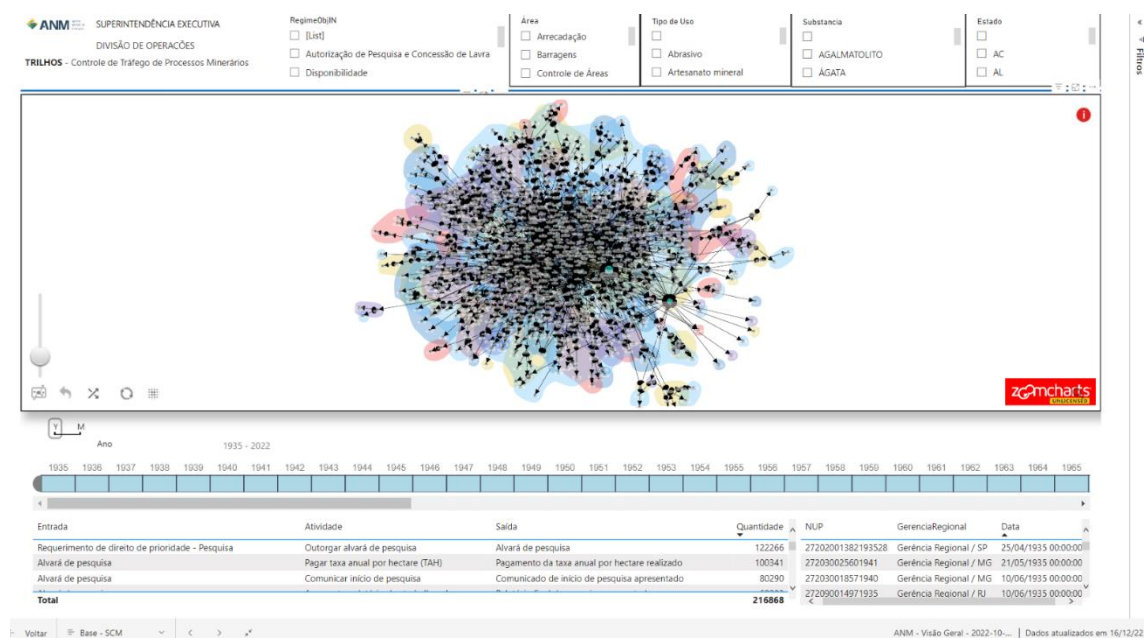 ANM
SUPERINTENDÊNCIA EXECUTIVA
DIVISÃO DE OPERACÕES
TRILHOS - Controle de Tráfego de Processos Minerários
RegimeObjIN
[List]
Autorização de Pesquisa e Concessão de Lavra
Disponibilidade
Área
Arrecadação
Barragens
Controle de Áreas
Tipo de Uso
Abrasivo
Artesanato mineral
Substancia
AGALMATOLITO
ÁGATA
Estado
AC
AL
Filtros
zoomcharts
UNLICENSED
Y M
Ano 1935 - 2022
1935 1936 1937 1938 1939 1940 1941 1942 1943 1944 1945 1946 1947 1948 1949 1950 1951 1952 1953 1954 1955 1956 1957 1958 1959 1960 1961 1962 1963 1964 1965
Entrada Atividade Saída Quantidade
Requerimento de direito de prioridade - Pesquisa Outorgar alvará de pesquisa Alvará de pesquisa 122266
Alvará de pesquisa Pagar taxa anual por hectare (TAH) Pagamento da taxa anual por hectare realizado 100341
Alvará de pesquisa Comunicar início de pesquisa Comunicado de início de pesquisa apresentado 80290
Total 216868
NUP GerenciaRegional Data
27202001382193528 Gerência Regional / SP 25/04/1935 00:00:00
272030025601941 Gerência Regional / MG 21/05/1935 00:00:00
272030018571940 Gerência Regional / MG 10/06/1935 00:00:00
272090014971935 Gerência Regional / RJ 10/06/1935 00:00:00
Voltar Base - SCM
ANM - Visão Geral - 2022-10-... | Dados atualizados em 16/12/22